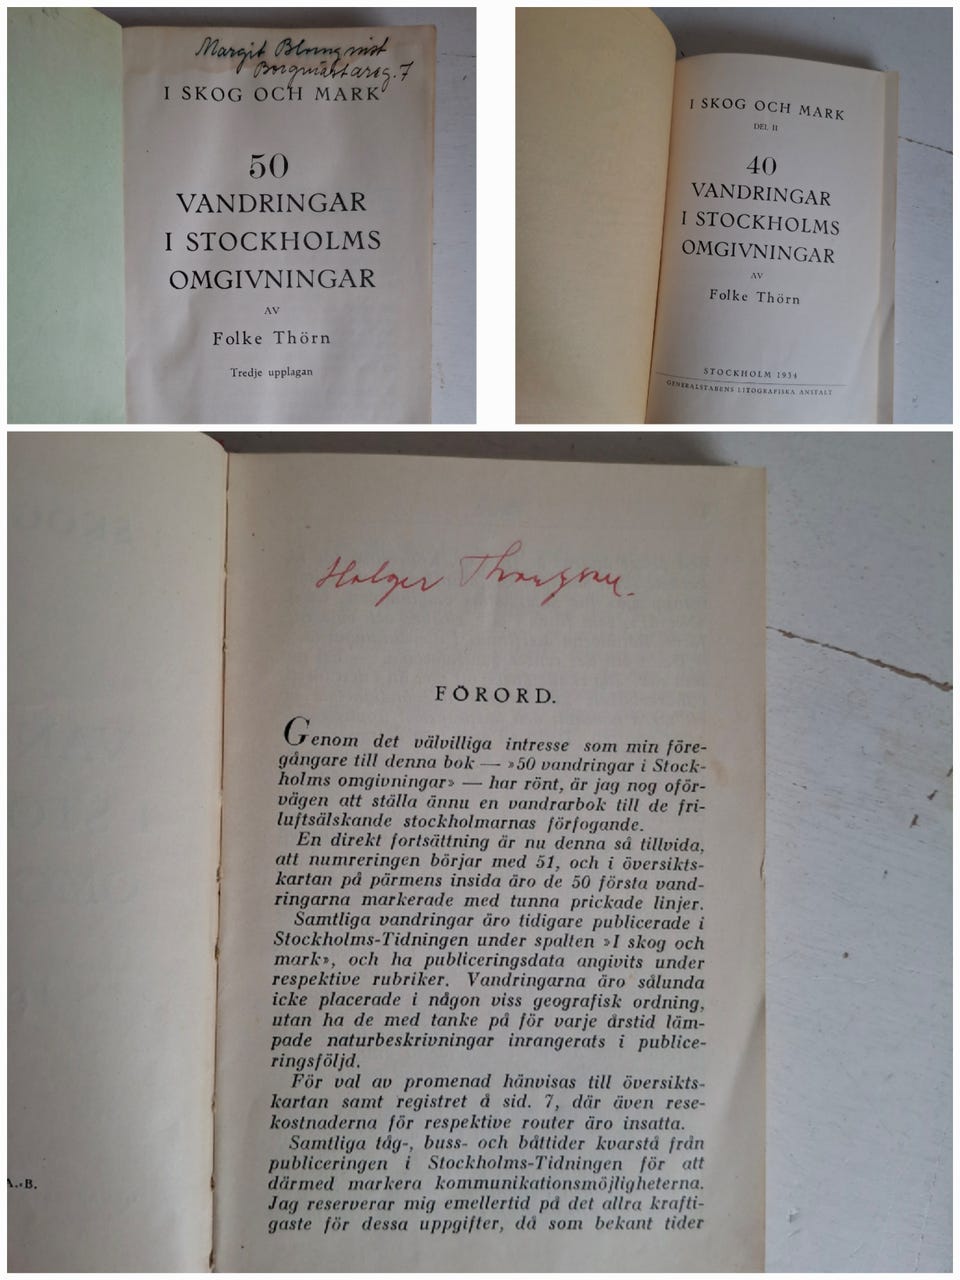 Margit Blomqvist
Borgmästarg. 7
I SKOG OCH MARK
50
VANDRINGAR
I STOCKHOLMS
OMGIVNINGAR
AV
Folke Thörn
Tredje upplagan
I SKOG OCH MARK
DEL II
40
VANDRINGAR
I STOCKHOLMS
OMGIVNINGAR
AV
Folke Thörn
STOCKHOLM 1934
GENERALSTABENS LITOGRAFISKA ANSTALT
Holger
FÖRORD.
Genom det välvilliga intresse som min före-
gångare till denna bok — »50 vandringar i Stock-
holms omgivningar» — har rönt, är jag nog oför-
vägen att ställa ännu en vandrarbok till de fri-
luftsälskande stockholmarnas förfogande.
En direkt fortsättning är nu denna så tillvida,
att numreringen börjar med 51, och i översikts-
kartan på pärmens insida äro de 50 första vand-
ringarna markerade med tunna prickade linjer.
Samtliga vandringar äro tidigare publicerade i
Stockholms-Tidningen under spalten »I skog och
mark», och ha publiceringsdata angivits under
respektive rubriker. Vandringarna äro sålunda
icke placerade i någon viss geografisk ordning,
utan ha de med tanke på för varje årstid läm-
pade naturbeskrivningar inrangerats i publice-
ringsföljd.
För val av promenad hänvisas till översikts-
kartan samt registret å sid. 7, där även rese-
kostnaderna för respektive router äro insatta.
Samtliga tåg-, buss- och båttider kvarstå från
publiceringen i Stockholms-Tidningen för att
därmed markera kommunikationsmöjligheterna.
Jag reserverar mig emellertid på det allra krafti-
gaste för dessa uppgifter, då som bekant tider
A.-B.